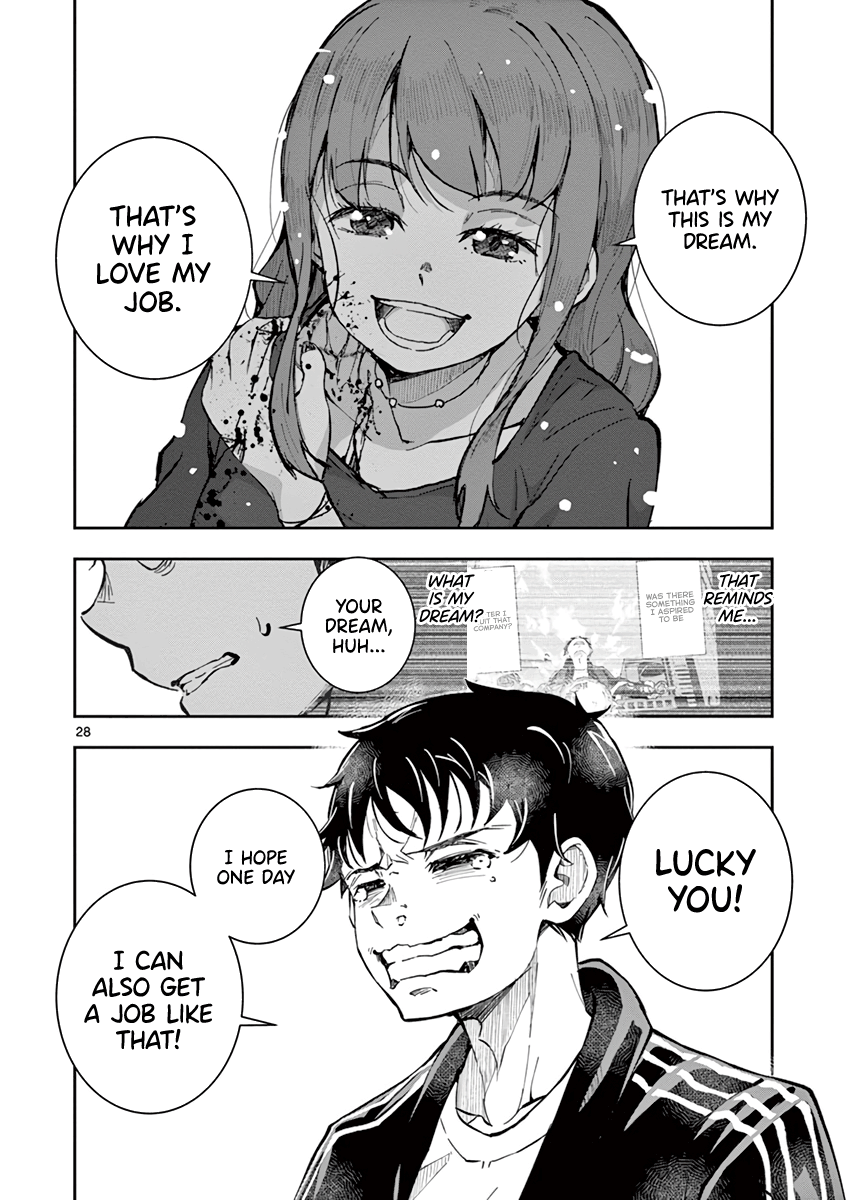 THAT'S WHY
THIS IS MY
DREAM.
THAT'S
WHY I
LOVE MY
JOB.
THAT
REMINDS
ME...
WAS THERE
SOMETHING
I ASPIRED
TO BE
WHAT
IS MY
DREAM?
I
THAT
COMPANY?
YOUR
DREAM,
HUH...
28
LUCKY
YOU!
I HOPE
ONE DAY
I CAN
ALSO GET
A JOB LIKE
THAT!